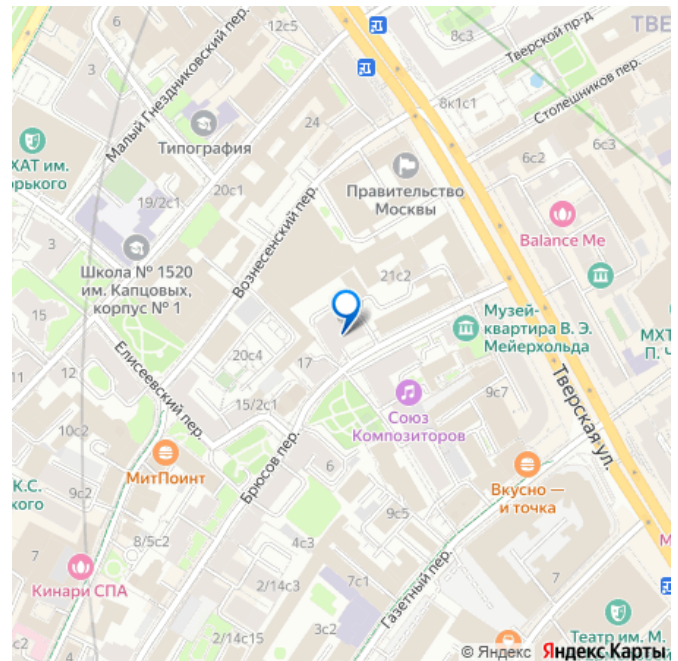 6
12с5
8с3
ТВЕ
Тверской пр-д
3
Малый Гнездниковский пер.
24
8к1с1
Столешников пер.
Типография
ХАТ им.
орького
6с2
6с3
20с1
Правительство
Москвы
19/2с1
Вознесенский пер.
Balance Me
3
Школа № 1520
им. Капцовых,
корпус № 1
21с2
15
Музей-
квартира В. Э.
Мейерхольда
МХТ
П. Ч
Елисеевский пер.
20с4
17
11
12
15/2с1
9с7
Тверская ул.
Союз
Композиторов
10с2
МитПоинт
Брюсов пер.
6
Вкусно —
и точка
К.С.
кого
9с2
9с5
8/5с2
4с3
Газетный пер.
М
7
Кинари СПА
2/14с3
7с1
3с2
2/14с15
4с2
3
Театр им. М.
© Яндекс Яндекс Карты